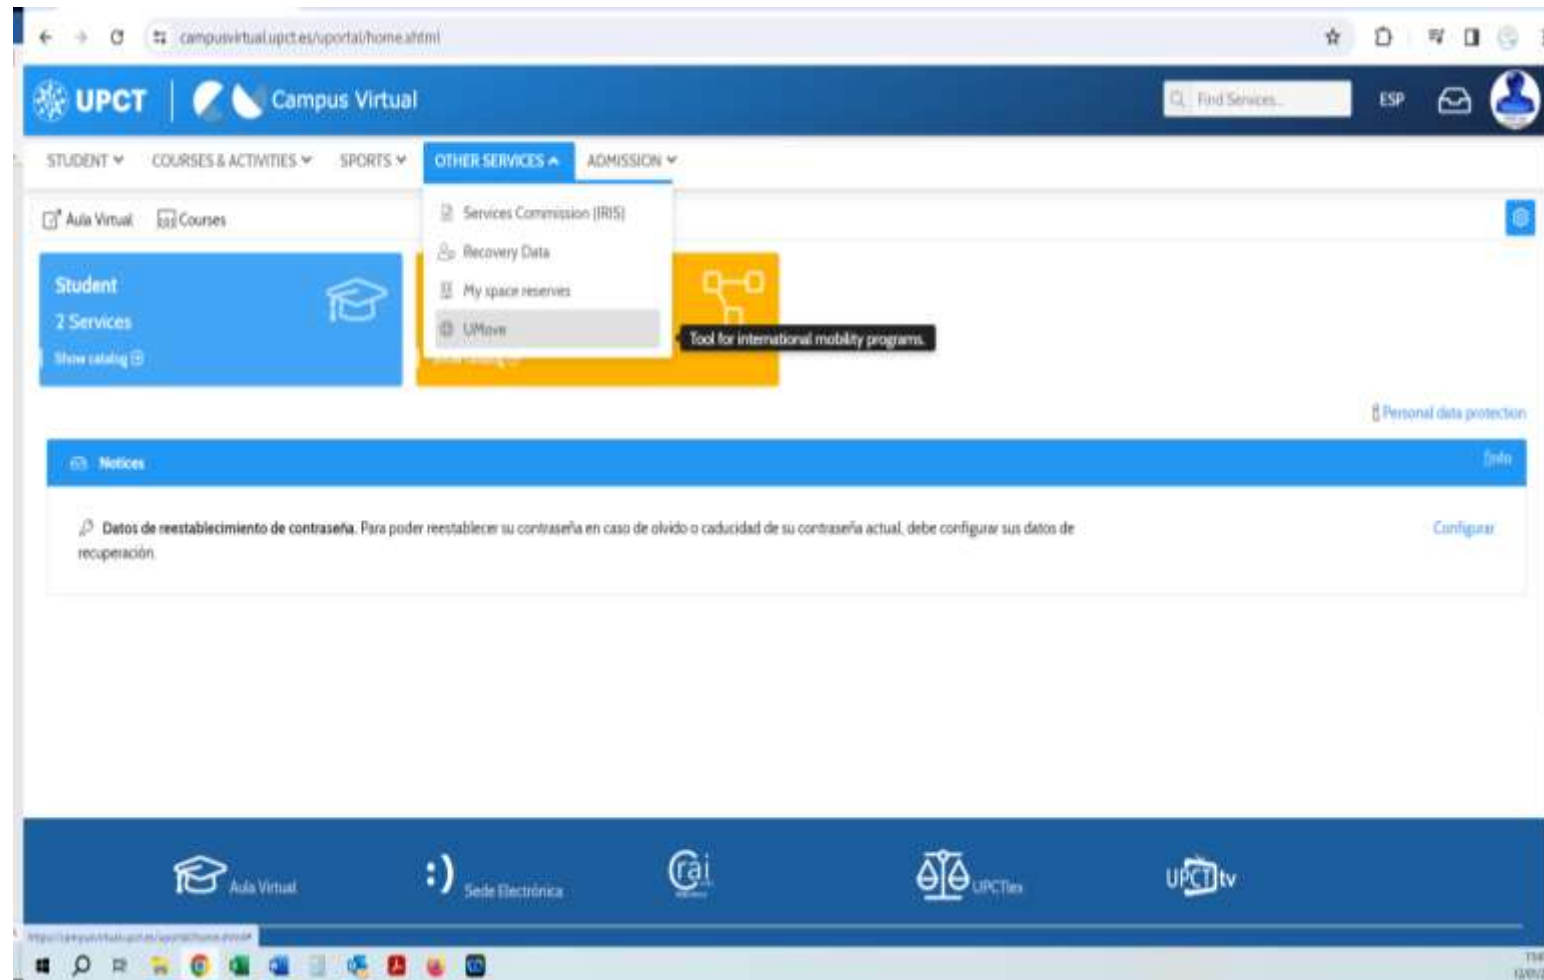 campusvirtual.upct.es/uportal/home.xhtml
UPCT Campus Virtual
Find Services...
ESP
STUDENT COURSES & ACTIVITIES SPORTS OTHER SERVICES ADMISSION
Aula Virtual Courses
Services Commission (IRIS)
Recovery Data
My space reserves
UMove
Tool for international mobility programs.
Student
2 Services
Show catalog
Personal data protection
Notices
Info
Datos de reestablecimiento de contraseña. Para poder reestablecer su contraseña en caso de olvido o caducidad de su contraseña actual, debe configurar sus datos de
recuperación.
Configurar
Aula Virtual
:) Sede Electrónica
Crai
UPCTlex
UPCTtv